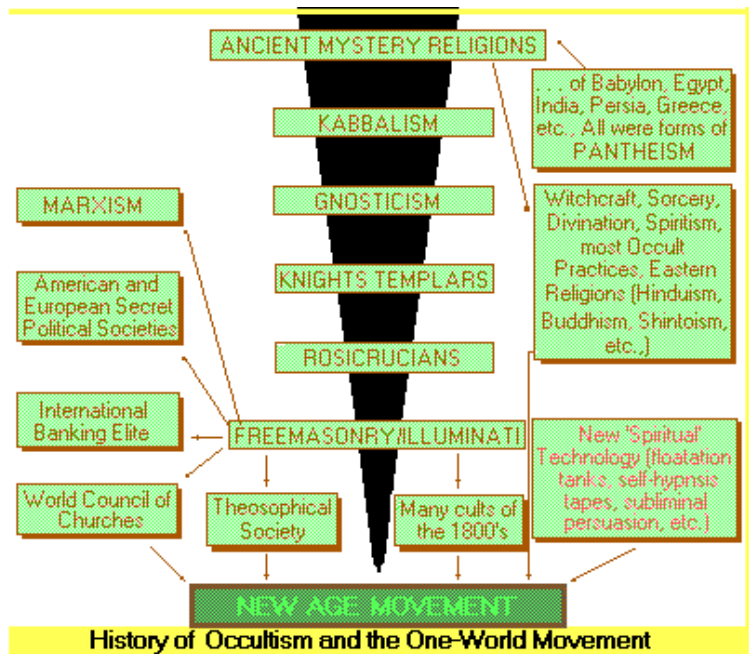 ANCIENT MYSTERY RELIGIONS
. . . of Babylon, Egypt,
India, Persia, Greece,
etc., All were forms of
PANTHEISM
KABBALISM
GNOSTICISM
KNIGHTS TEMPLARS
ROSICRUCIANS
MARXISM
American and
European Secret
Political Societies
International
Banking Elite
World Council of
Churches
Witchcraft, Sorcery,
Divination, Spiritism,
most Occult
Practices, Eastern
Religions (Hinduism,
Buddhism, Shintoism,
etc.,)
FREEMASONRY/ILLUMINATI
Theosophical
Society
Many cults of
the 1800's
New 'Spiritual'
Technology (floatation
tanks, self-hypnsis
tapes, subliminal
persuasion, etc.)
NEW AGE MOVEMENT
History of Occultism and the One-World Movement